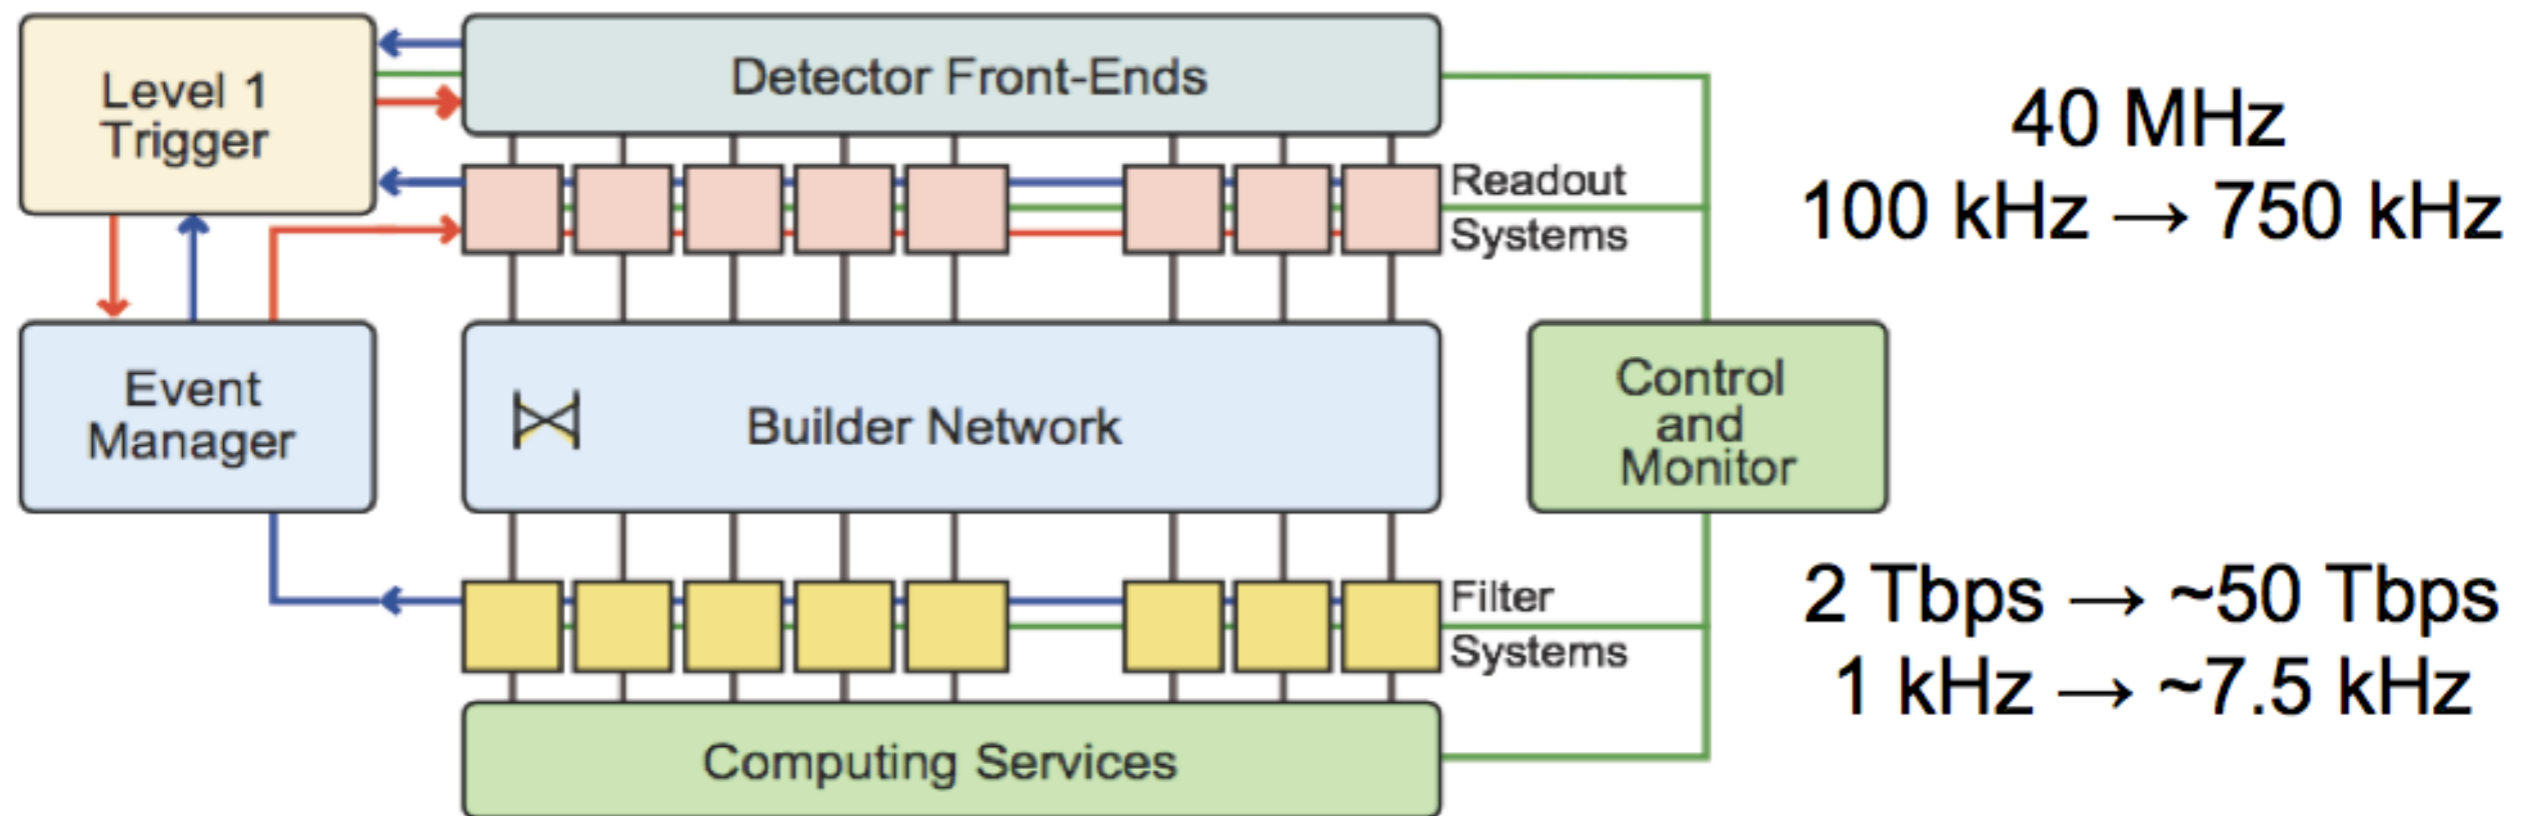 Level 1
Trigger
Detector Front-Ends
40 MHz
100 kHz → 750 kHz
Readout
Systems
Event
Manager
Builder Network
Control
and
Monitor
Filter
Systems
2 Tbps → ~50 Tbps
1 kHz → ~7.5 kHz
Computing Services